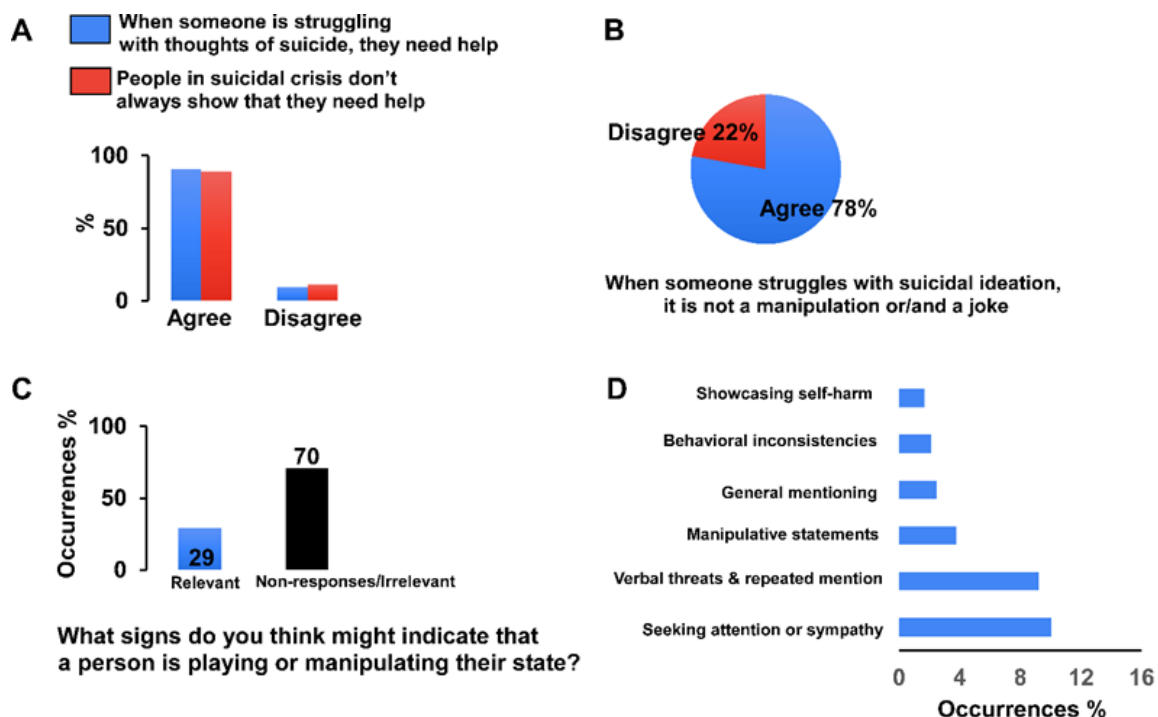 A
When someone is struggling
with thoughts of suicide, they need help
People in suicidal crisis don't
always show that they need help
100
50
0
%
Agree
Disagree
B
Disagree 22%
Agree 78%
When someone struggles with suicidal ideation,
it is not a manipulation or/and a joke
C
Occurrences %
100
50
0
70
29
Relevant
Non-responses/Irrelevant
What signs do you think might indicate that
a person is playing or manipulating their state?
D
Showcasing self-harm
Behavioral inconsistencies
General mentioning
Manipulative statements
Verbal threats & repeated mention
Seeking attention or sympathy
0 4 8 12 16
Occurrences %